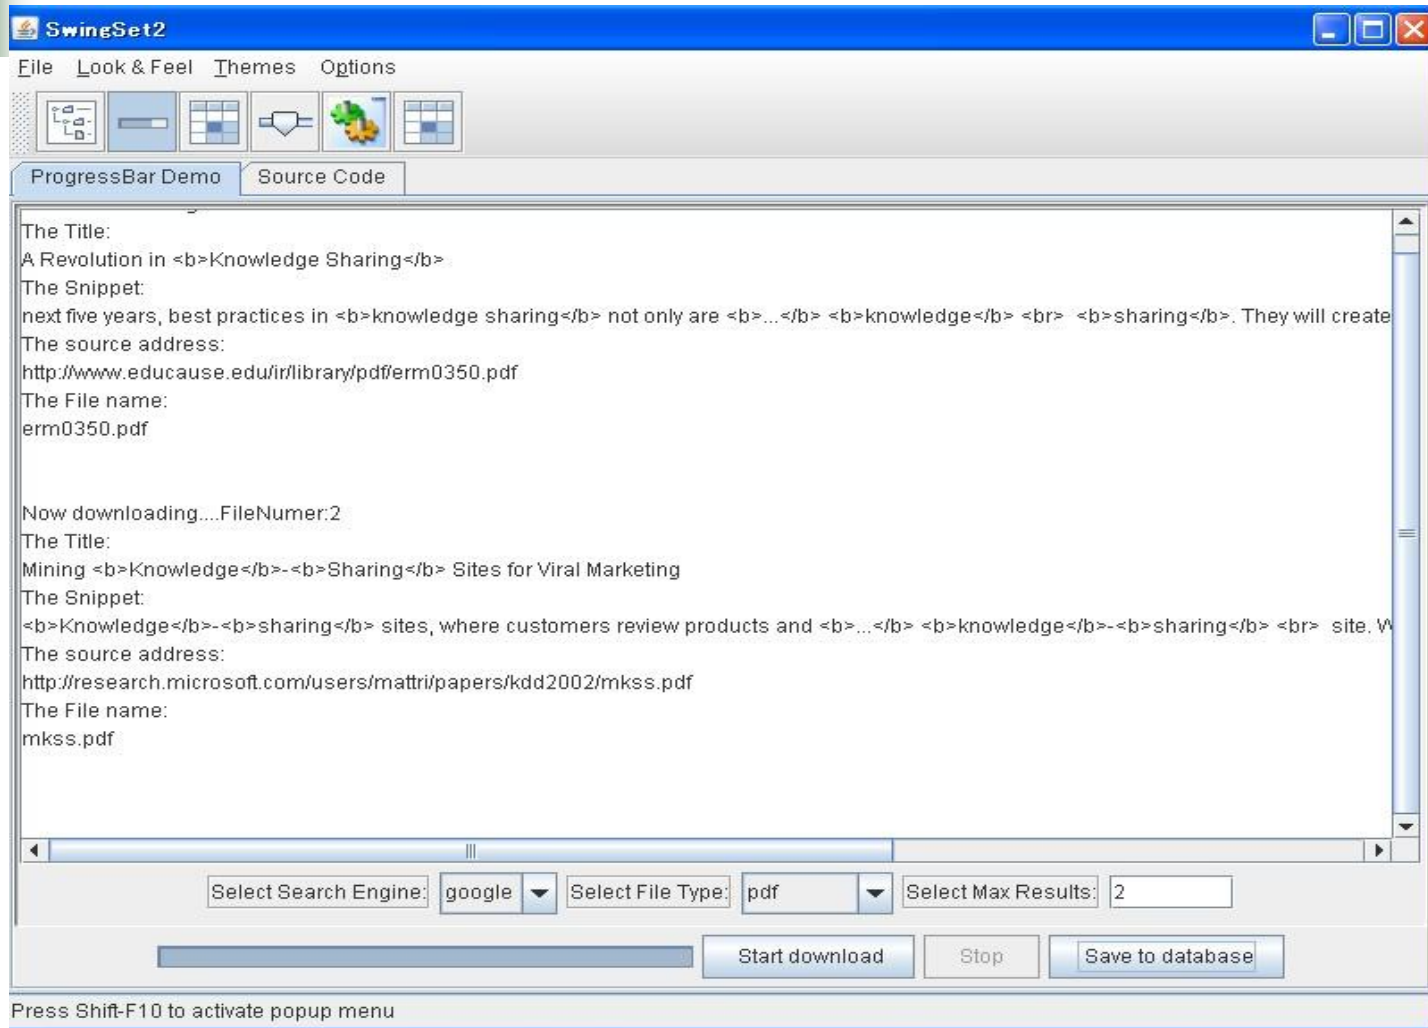 SwingSet2
File Look & Feel Themes Options
ProgressBar Demo Source Code
The Title:
A Revolution in <b>Knowledge Sharing</b>
The Snippet:
next five years, best practices in <b>knowledge sharing</b> not only are <b>...</b> <b>knowledge</b> <br> <b>sharing</b>. They will create
The source address:
http://www.educause.edu/ir/library/pdf/erm0350.pdf
The File name:
erm0350.pdf
Now downloading....FileNumer:2
The Title:
Mining <b>Knowledge</b>-<b>Sharing</b> Sites for Viral Marketing
The Snippet:
<b>Knowledge</b>-<b>sharing</b> sites, where customers review products and <b>...</b> <b>knowledge</b>-<b>sharing</b> <br> site.
The source address:
http://research.microsoft.com/users/mattri/papers/kdd2002/mkss.pdf
The File name:
mkss.pdf
Select Search Engine: google Select File Type: pdf Select Max Results: 2
Start download Stop Save to database
Press Shift-F10 to activate popup menu